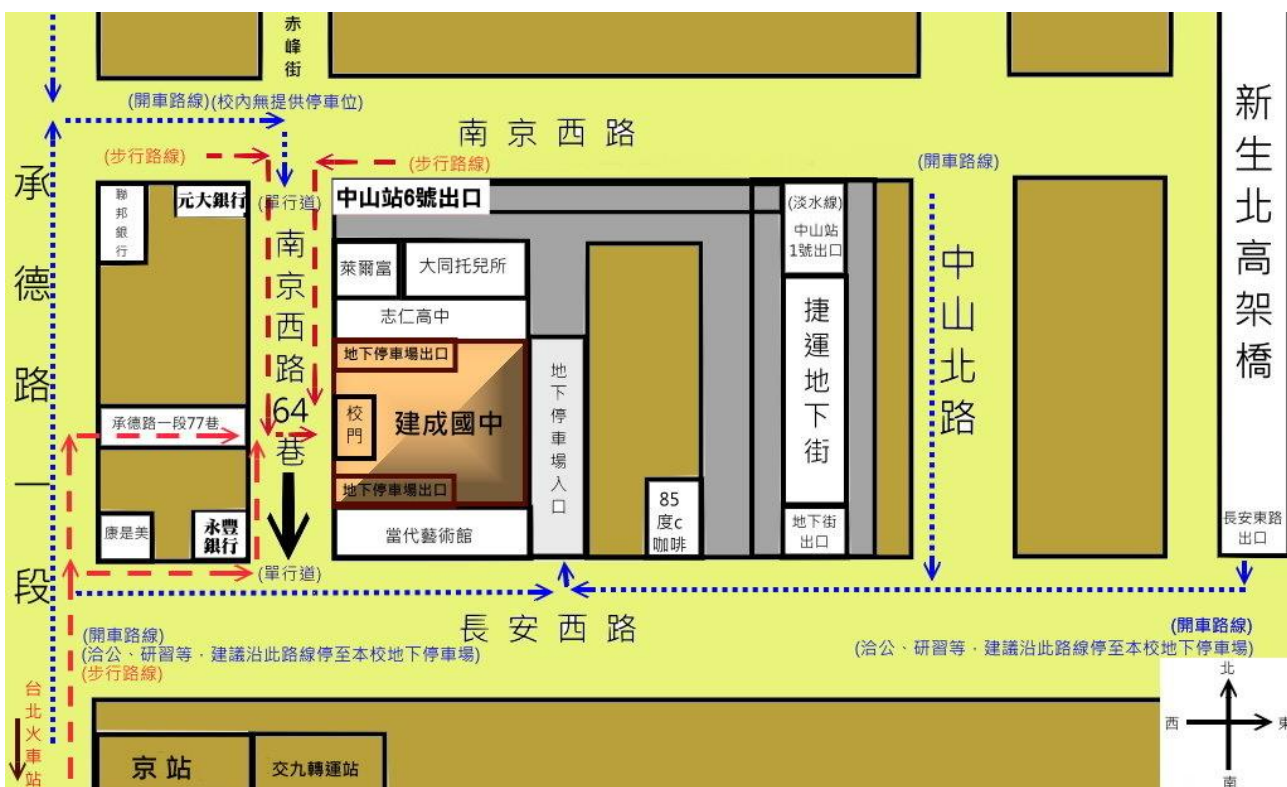 赤峰街
(開車路線)(校內無提供停車位)
南京西路
(步行路線)
(步行路線)
(開車路線)
新生北高架橋
承德路一段
聯邦銀行
元大銀行
(單行道)
中山站6號出口
(淡水線)
中山站
1號出口
南京西路64巷
萊爾富
大同托兒所
志仁高中
中山北路
捷運地下街
地下停車場出口
校門
建成國中
地下停車場入口
承德路一段77巷
地下停車場出口
康是美
永豐
銀行
當代藝術館
85
度c
咖啡
地下街
出口
長安東路
出口
(單行道)
長安西路
(開車路線)
(洽公、研習等，建議沿此路線停至本校地下停車場)
(步行路線)
(開車路線)
(洽公、研習等，建議沿此路線停至本校地下停車場)
台北火車站
京站
交九轉運站
北
西
東
南